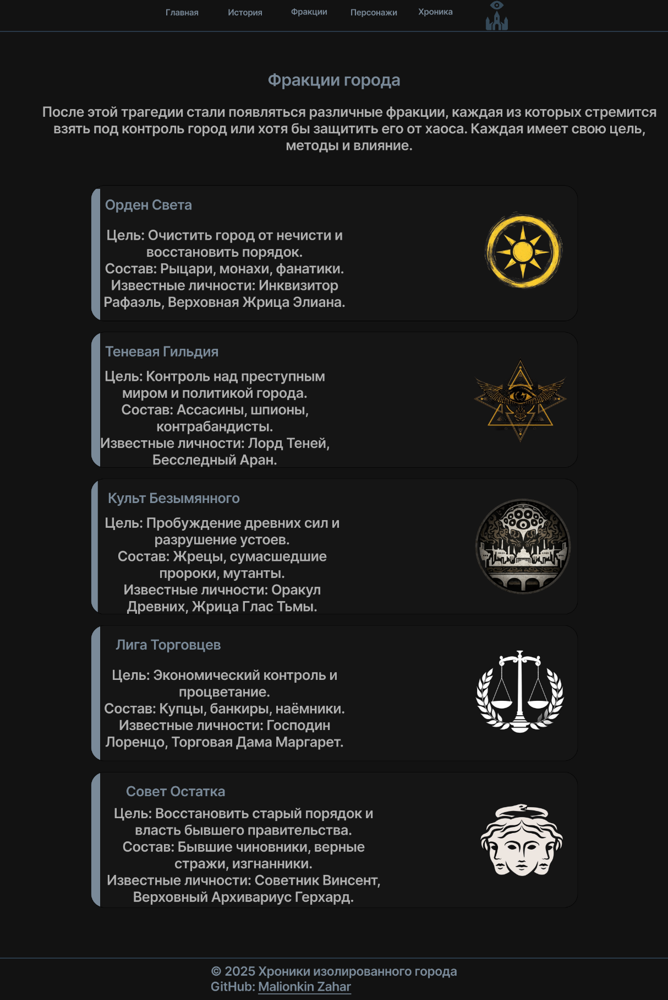 Главная История Фракции Персонажи Хроника
Фракции города
После этой трагедии стали появляться различные фракции, каждая из которых стремится
взять под контроль город или хотя бы защитить его от хаоса. Каждая имеет свою цель,
методы и влияние.
Орден Света
Цель: Очистить город от нечисти и
восстановить порядок.
Состав: Рыцари, монахи, фанатики.
Известные личности: Инквизитор
Рафаэль, Верховная Жрица Элиана.
Теневая Гильдия
Цель: Контроль над преступным
миром и политикой города.
Состав: Ассасины, шпионы,
контрабандисты.
Известные личности: Лорд Теней,
Бесследный Аран.
Культ Безымянного
Цель: Пробуждение древних сил и
разрушение устоев.
Состав: Жрецы, сумасшедшие
пророки, мутанты.
Известные личности: Оракул
Древних, Жрица Глас Тьмы.
Лига Торговцев
Цель: Экономический контроль и
процветание.
Состав: Купцы, банкиры, наёмники.
Известные личности: Господин
Лоренцо, Торговая Дама Маргарет.
Совет Остатка
Цель: Восстановить старый порядок и
власть бывшего правительства.
Состав: Бывшие чиновники, верные
стражи, изгнанники.
Известные личности: Советник Винсент,
Верховный Архивариус Герхард.
© 2025 Хроники изолированного города
GitHub: Malionkin Zahar